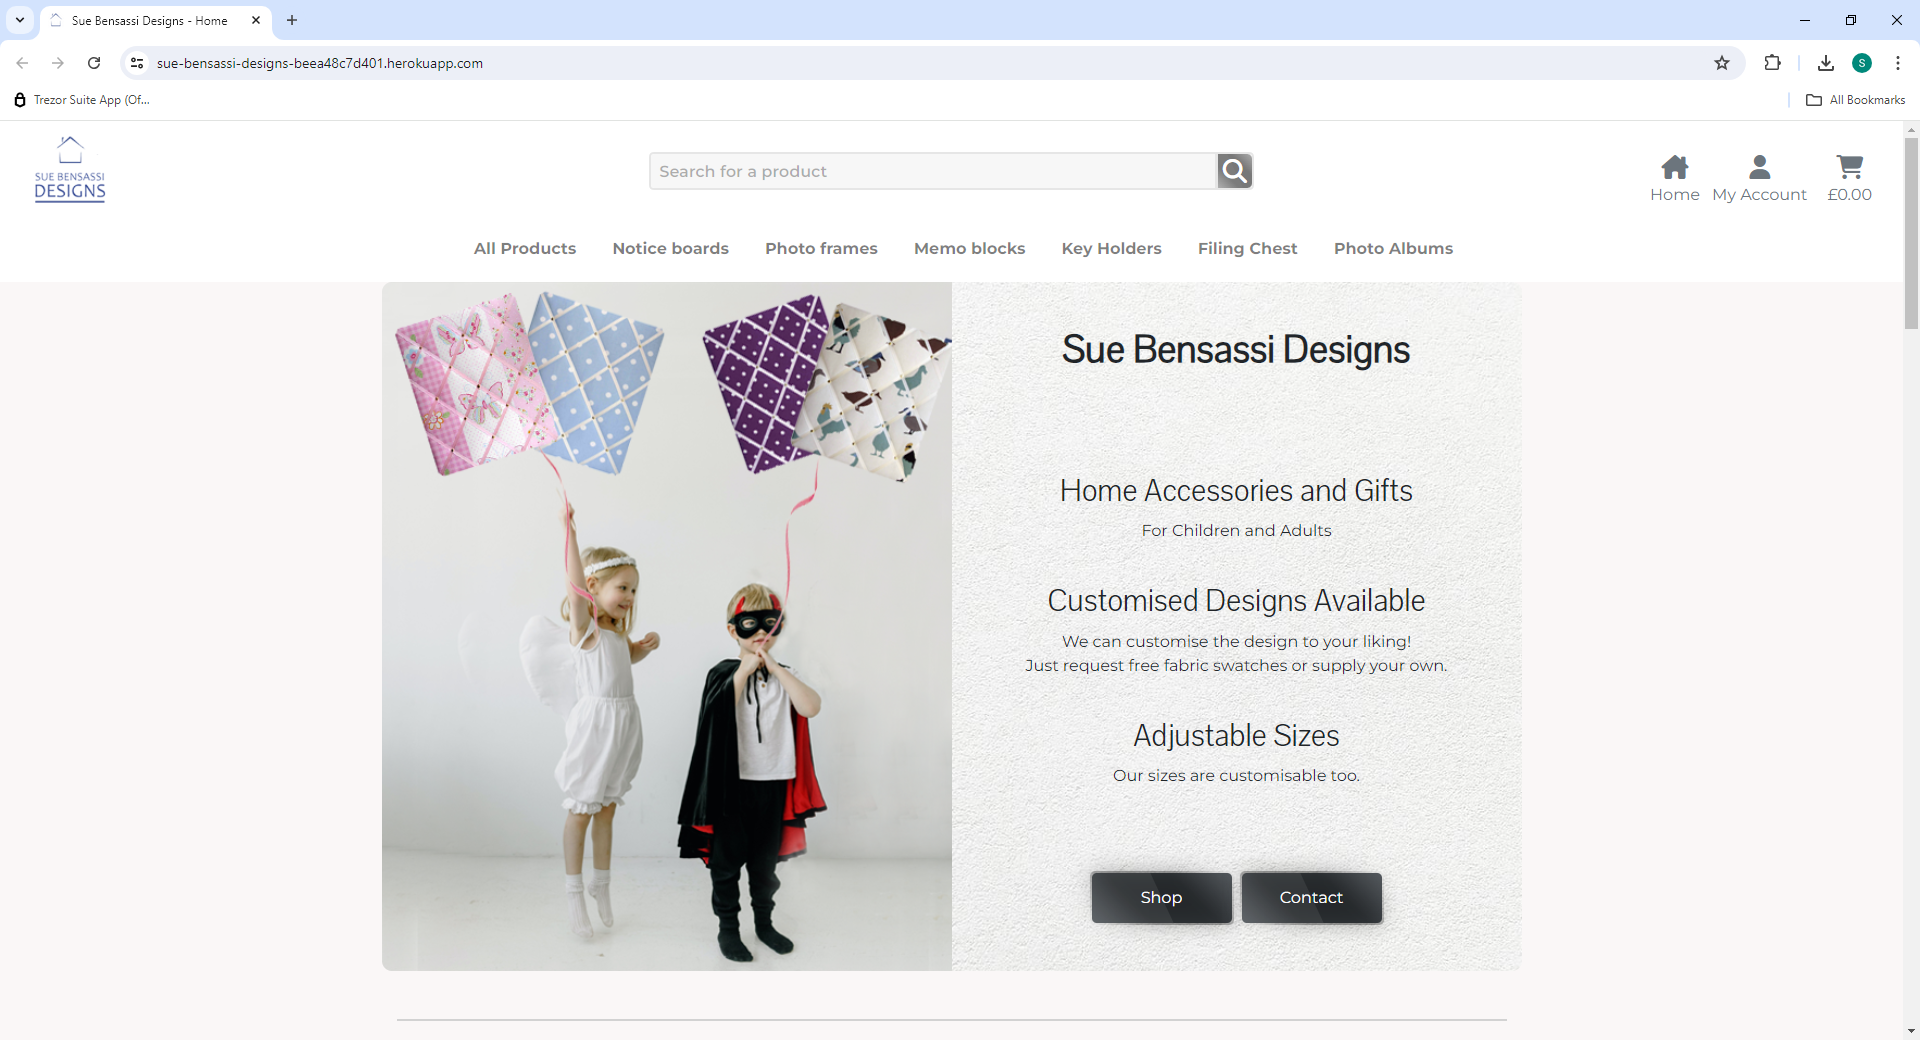 Sue Bensassi Designs - Home
sue-bensassi-designs-beea48c7d401.herokuapp.com
S
Trezor Suite App (Of...
All Bookmarks
SUE BENSASSI
DESIGNS
Search for a product
Home
My Account
£0.00
All Products
Notice boards
Photo frames
Memo blocks
Key Holders
Filing Chest
Photo Albums
Sue Bensassi Designs
Home Accessories and Gifts
For Children and Adults
Customised Designs Available
We can customise the design to your liking!
Just request free fabric swatches or supply your own.
Adjustable Sizes
Our sizes are customisable too.
Shop
Contact